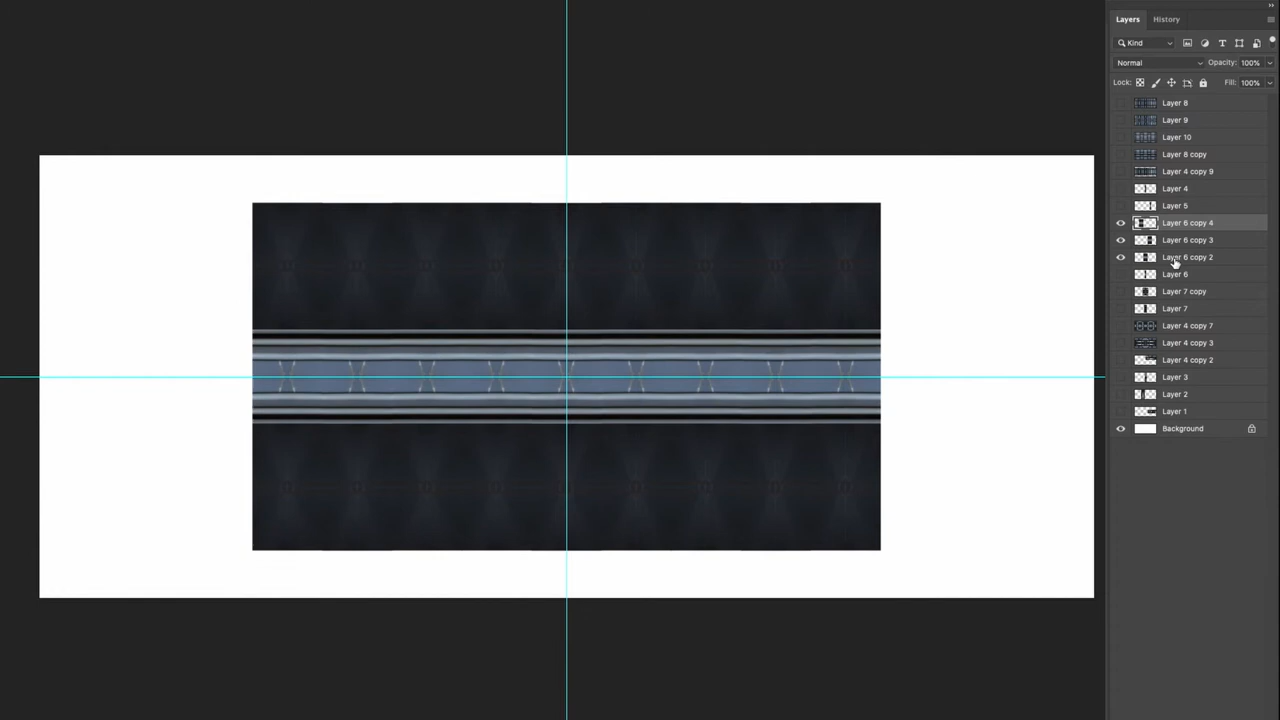 Layers History
Kind
Normal Opacity: 100%
Lock: Fill: 100%
Layer 8
Layer 9
Layer 10
Layer 8 copy
Layer 4 copy 9
Layer 4
Layer 5
Layer 6 copy 4
Layer 6 copy 3
Layer 6 copy 2
Layer 6
Layer 7 copy
Layer 7
Layer 4 copy 7
Layer 4 copy 3
Layer 4 copy 2
Layer 3
Layer 2
Layer 1
Background